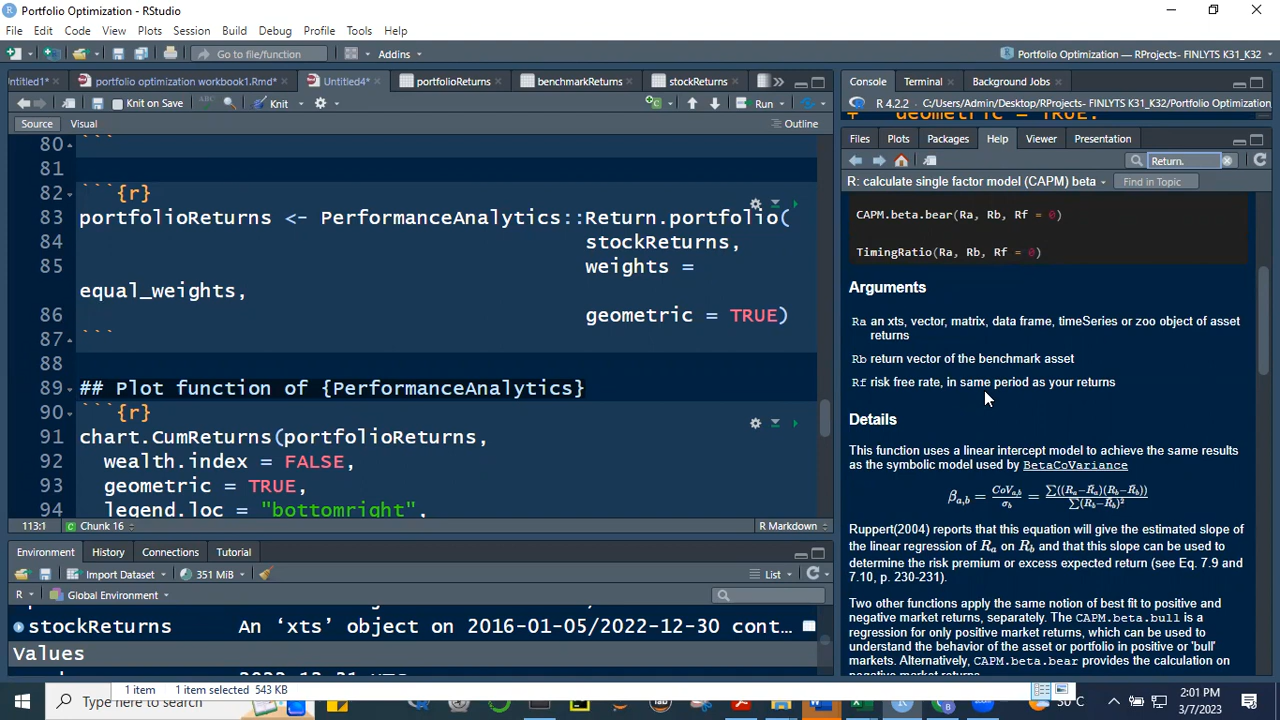 Portfolio Optimization - RStudio
File Edit Code View Plots Session Build Debug Profile Tools Help
Go to file/function Addins Portfolio Optimization — RProjects- FINLYTS K31_K32
Intitled1* portfolio optimization workbook1.Rmd* Untitled4* portfolioReturns benchmarkReturns stockReturns
Knit on Save Knit Run
Source Visual Outline
80 ```
81
82 ```{r}
83 portfolioReturns <- PerformanceAnalytics::Return.portfolio(
84 stockReturns,
85 weights =
equal_weights,
86 geometric = TRUE)
87 ```
88
89 ## Plot function of {PerformanceAnalytics}
90 ```{r}
91 chart.CumReturns(portfolioReturns,
92 wealth.index = FALSE,
93 geometric = TRUE,
94 legend.loc = "bottomright",
113:1 Chunk 16 R Markdown
Environment History Connections Tutorial
Import Dataset 351 MiB List
R Global Environment
stockReturns An ‘xts’ object on 2016-01-05/2022-12-30 cont...
Values
Console Terminal Background Jobs
R 4.2.2 · C:/Users/Admin/Desktop/RProjects- FINLYTS K31_K32/Portfolio Optimization
+ geometric = TRUE,
Files Plots Packages Help Viewer Presentation
Return.
R: calculate single factor model (CAPM) beta Find in Topic
CAPM.beta.bear(Ra, Rb, Rf = 0)
TimingRatio(Ra, Rb, Rf = 0)
Arguments
Ra an xts, vector, matrix, data frame, timeSeries or zoo object of asset
returns
Rb return vector of the benchmark asset
Rf risk free rate, in same period as your returns
Details
This function uses a linear intercept model to achieve the same results
as the symbolic model used by BetaCoVariance
βa,b = CoVa,b/σb = ∑((Ra−R̄a)(Rb−R̄b))/∑(Rb−R̄b)²
Ruppert(2004) reports that this equation will give the estimated slope of
the linear regression of Ra on Rb and that this slope can be used to
determine the risk premium or excess expected return (see Eq. 7.9 and
7.10, p. 230-231).
Two other functions apply the same notion of best fit to positive and
negative market returns, separately. The CAPM.beta.bull is a
regression for only positive market returns, which can be used to
understand the behavior of the asset or portfolio in positive or 'bull'
markets. Alternatively, CAPM.beta.bear provides the calculation on
negative market returns.
1 item 1 item selected 543 KB
Type here to search
30°C
2:01 PM
3/7/2023